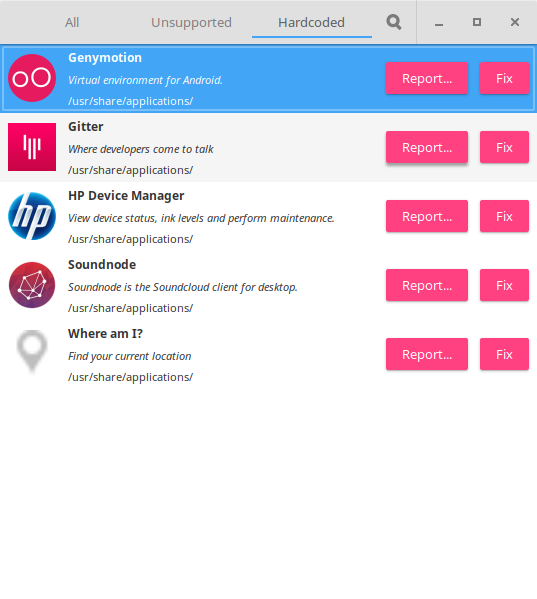 All Unsupported Hardcoded
Genymotion
Virtual environment for Android.
/usr/share/applications/
Report... Fix
Gitter
Where developers come to talk
/usr/share/applications/
Report... Fix
hp
HP Device Manager
View device status, ink levels and perform maintenance.
/usr/share/applications/
Report... Fix
Soundnode
Soundnode is the Soundcloud client for desktop.
/usr/share/applications/
Report... Fix
Where am I?
Find your current location
/usr/share/applications/
Report... Fix